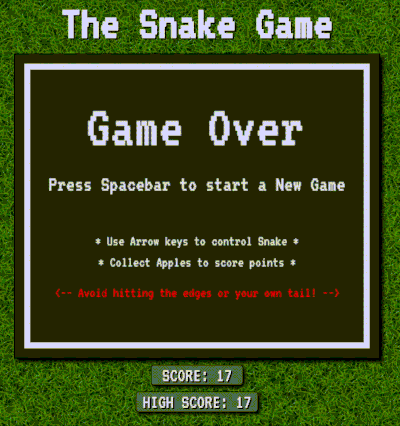 The Snake Game
Game Over
Press Spacebar to start a New Game
* Use Arrow keys to control Snake *
* Collect Apples to score points *
<-- Avoid hitting the edges or your own tail! -->
SCORE: 17
HIGH SCORE: 17